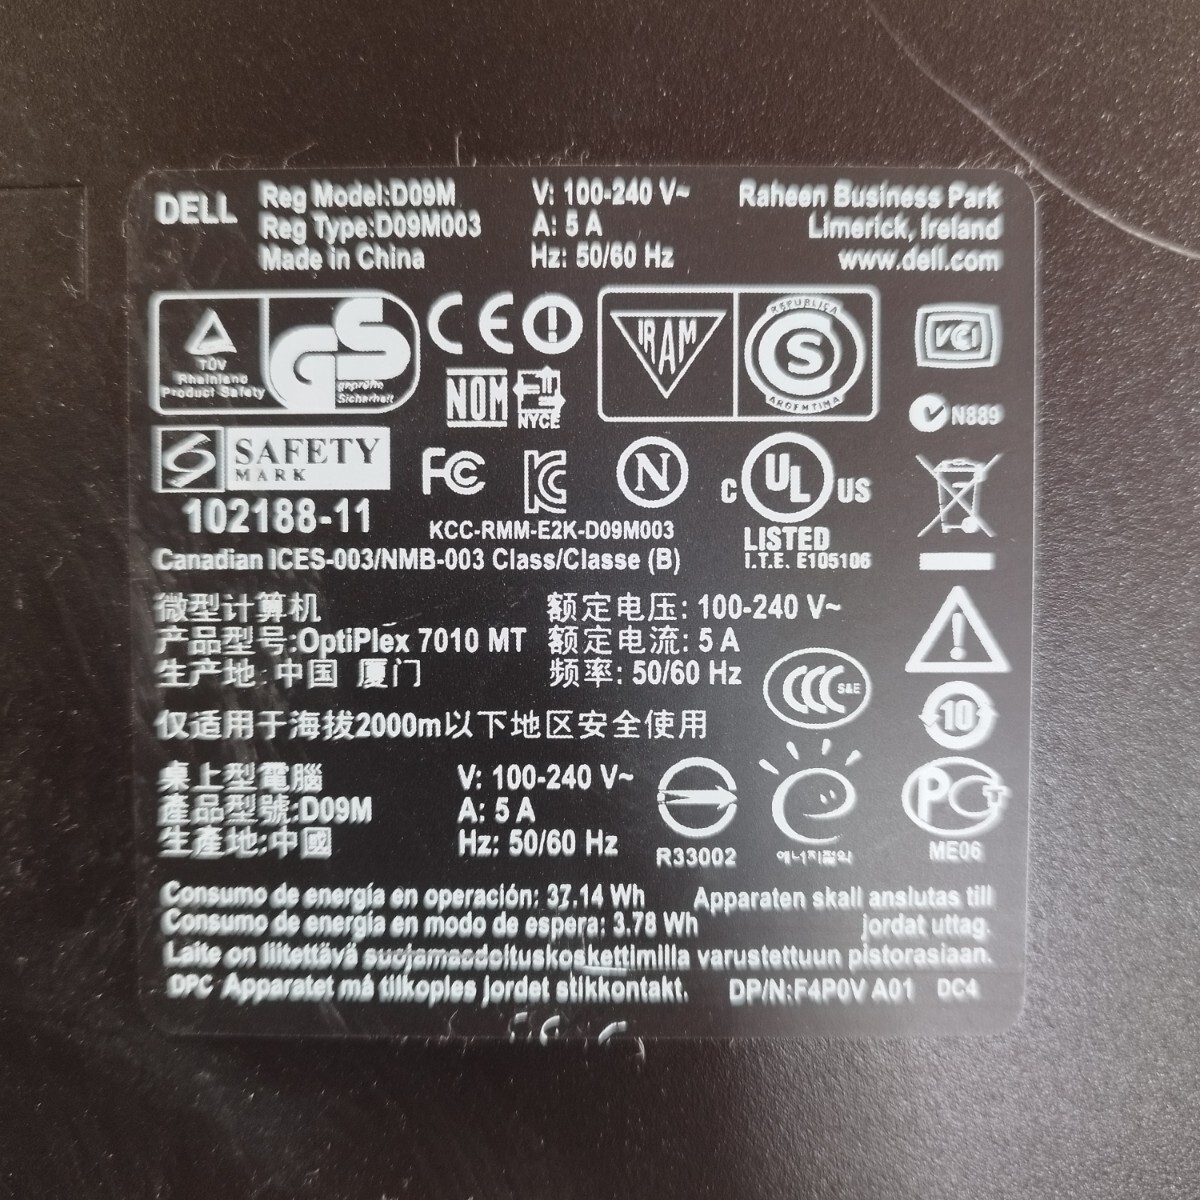 DELL
Reg Model:D09M
Reg Type:D09M003
Made in China
V: 100-240 V~
A: 5 A
Hz: 50/60 Hz
Raheen Business Park
Limerick, Ireland
www.dell.com
TÜV
Rheinland
Product Safety
GS
geprüfte
Sicherheit
CE
NOM
NYCE
IRAM
REPUBLICA
S
ARGENTINA
VCI
N889
SAFETY
MARK
102188-11
FC
KC
KCC-RMM-E2K-D09M003
N
C UL US
LISTED
I.T.E. E105106
Canadian ICES-003/NMB-003 Class/Classe (B)
微型计算机
产品型号:OptiPlex 7010 MT
生产地: 中国 厦门
额定电压: 100-240 V~
额定电流: 5 A
频率: 50/60 Hz
CCC S&E
!
10
仅适用于海拔2000m以下地区安全使用
桌上型電腦
產品型號:D09M
生產地:中國
V: 100-240 V~
A: 5 A
Hz: 50/60 Hz
R33002
에너지절약
PCT
ME06
Consumo de energía en operación: 37.14 Wh
Consumo de energía en modo de espera: 3.78 Wh
Apparaten skall anslutas till
jordat uttag.
Laite on liitettävä suojamaadoituskoskettimilla varustettuun pistorasiaan.
DPC Apparatet må tilkoples jordet stikkontakt.
DP/N:F4P0V A01 DC4